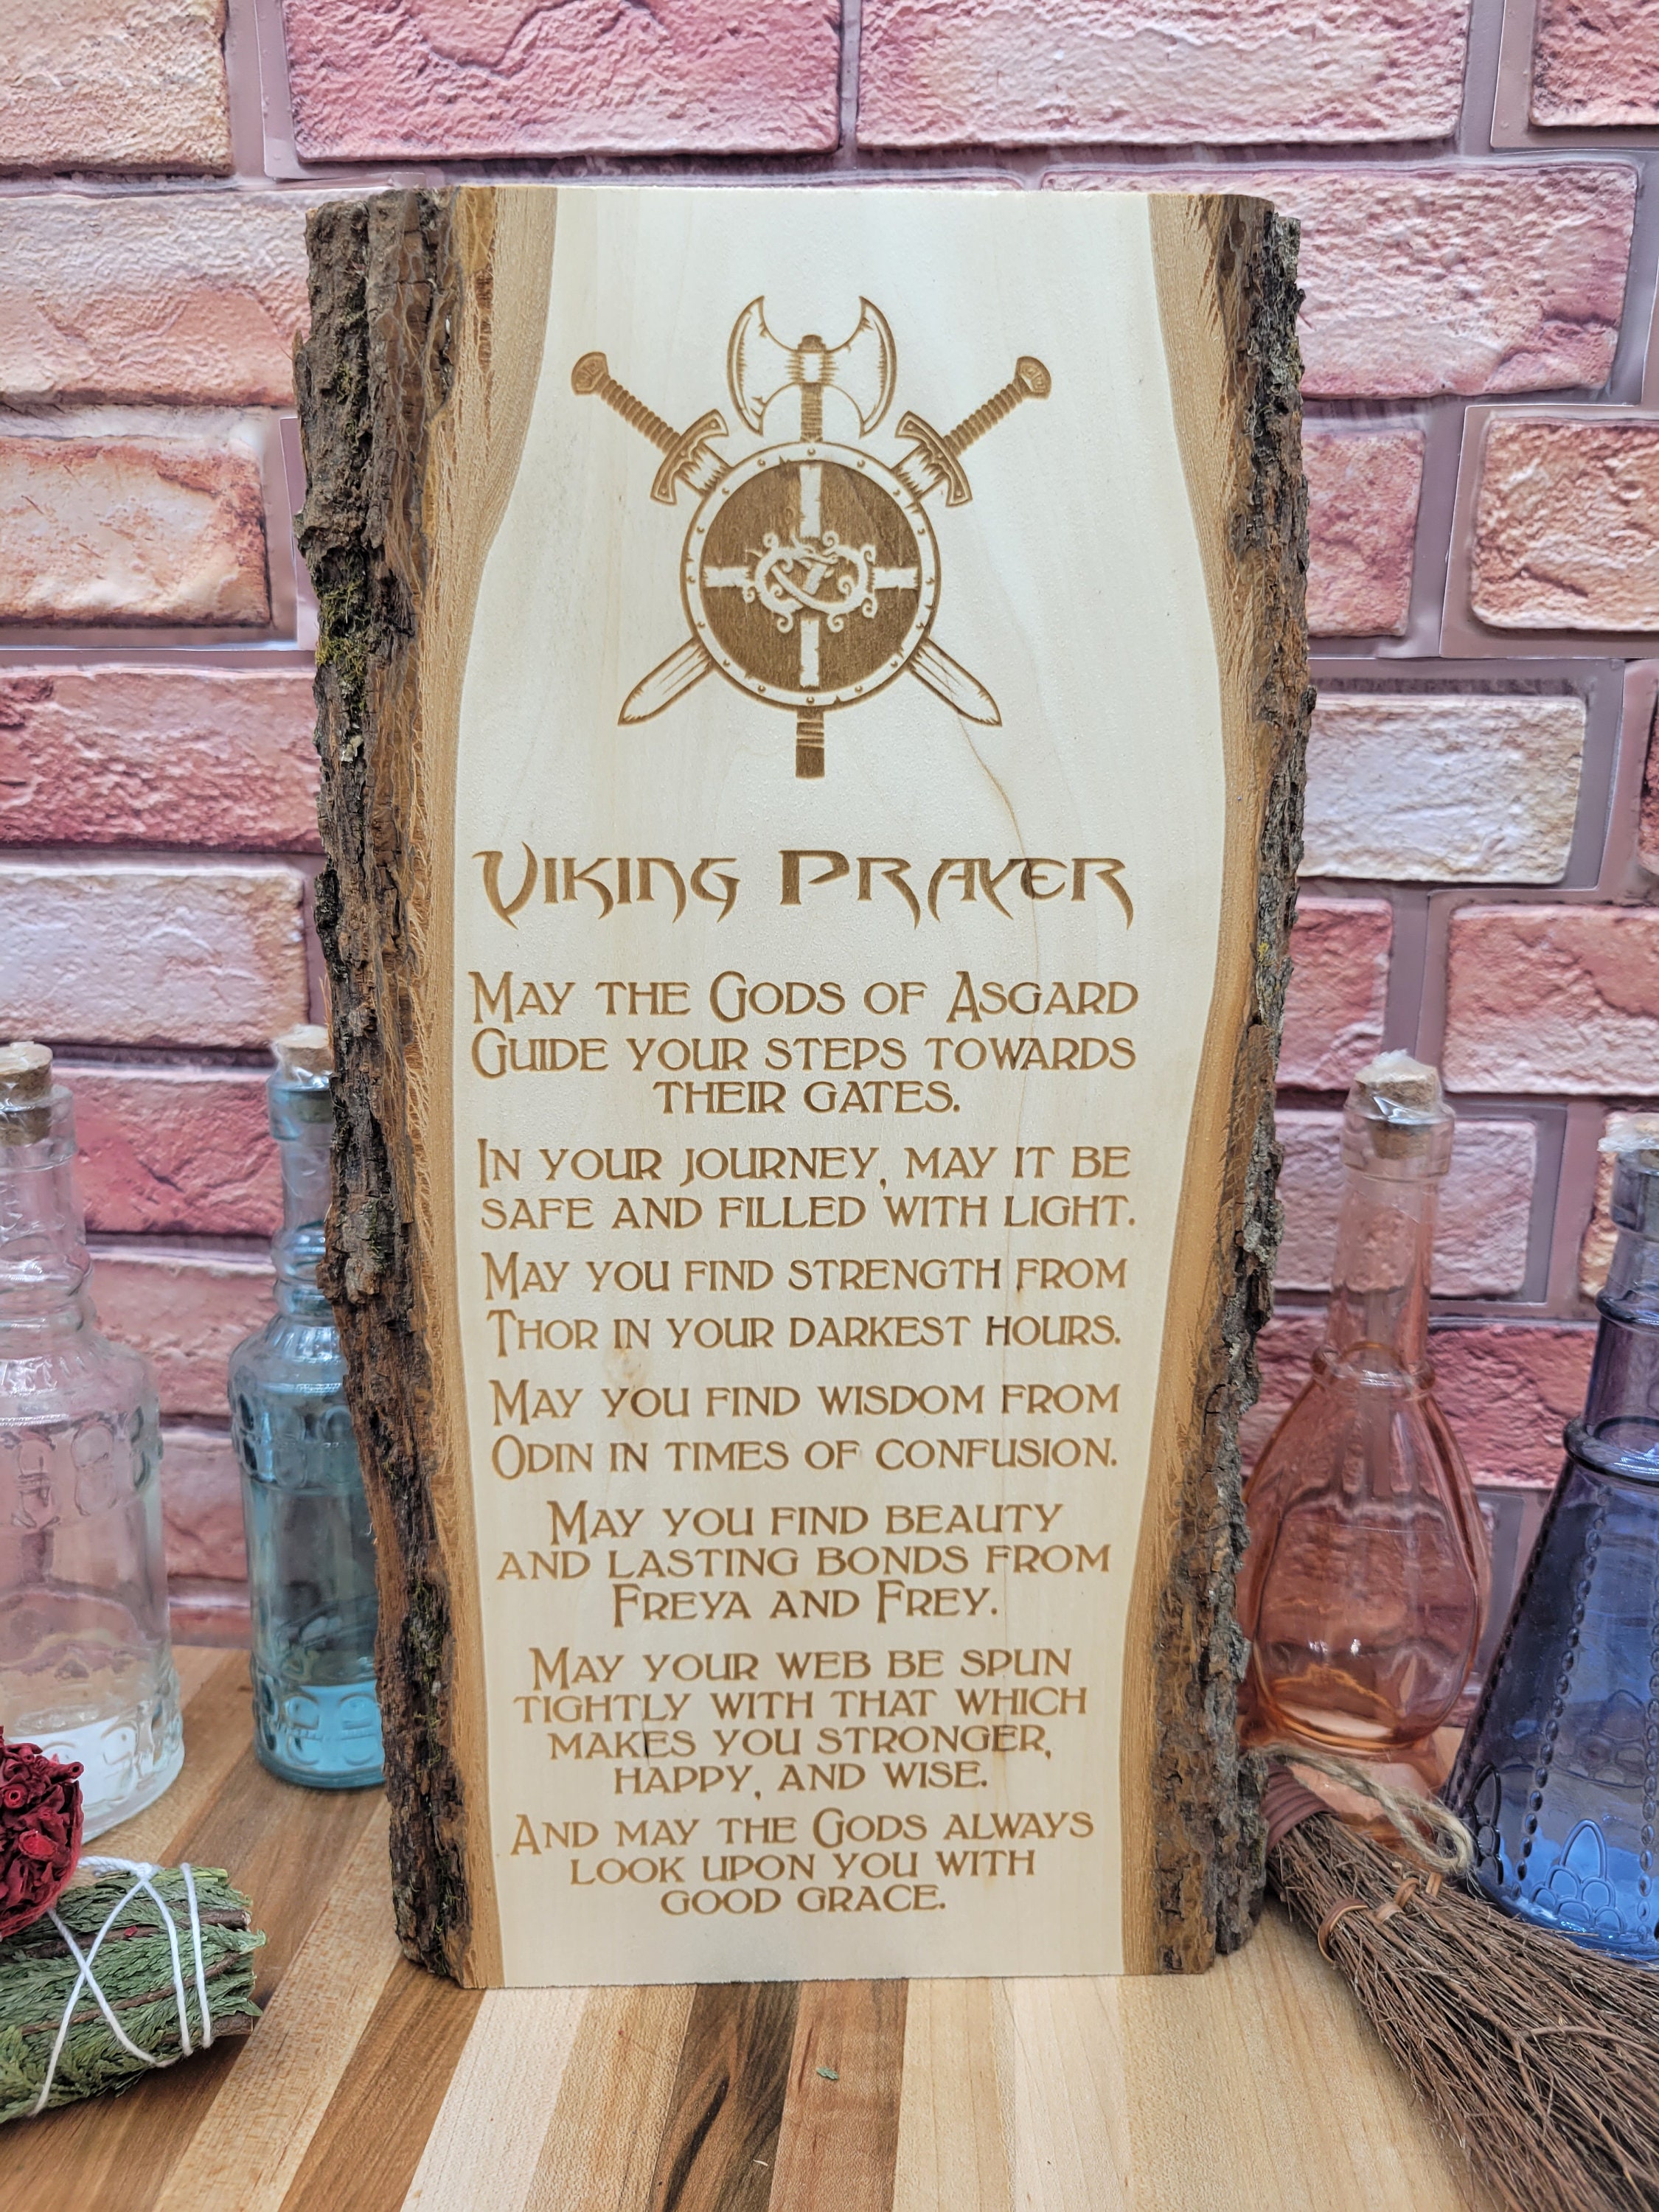 Viking Prayer
May the Gods of Asgard
Guide your steps towards
their gates.
In your journey, may it be
safe and filled with light.
May you find strength from
Thor in your darkest hours.
May you find wisdom from
Odin in times of confusion.
May you find beauty
and lasting bonds from
Freya and Frey.
May your web be spun
tightly with that which
makes you stronger,
happy, and wise.
And may the Gods always
look upon you with
good grace.